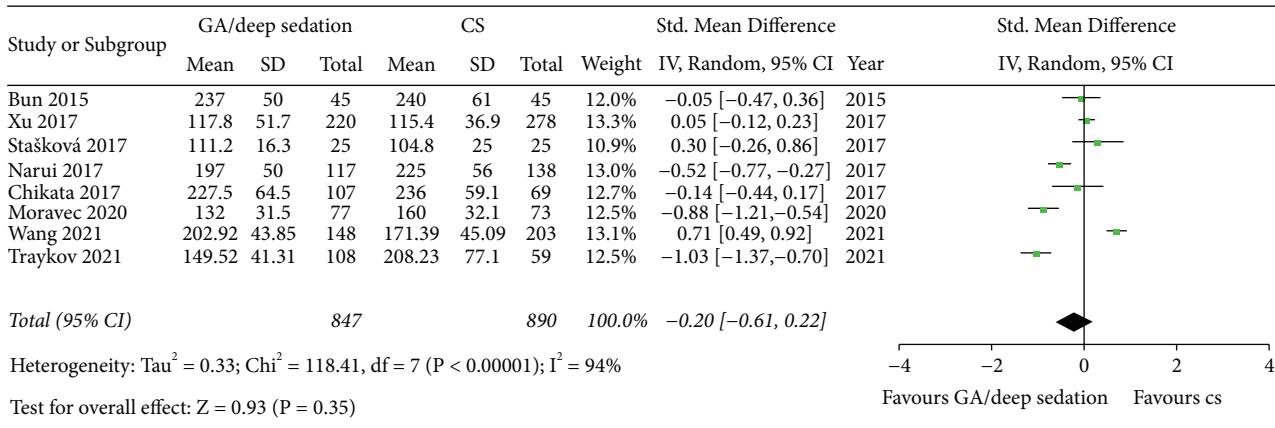 GA/deep sedation CS Std. Mean Difference Std. Mean Difference
Study or Subgroup
Mean SD Total Mean SD Total Weight IV, Random, 95% CI Year IV, Random, 95% CI
Bun 2015 237 50 45 240 61 45 12.0% −0.05 [−0.47, 0.36] 2015
Xu 2017 117.8 51.7 220 115.4 36.9 278 13.3% 0.05 [−0.12, 0.23] 2017
Stašková 2017 111.2 16.3 25 104.8 25 25 10.9% 0.30 [−0.26, 0.86] 2017
Narui 2017 197 50 117 225 56 138 13.0% −0.52 [−0.77, −0.27] 2017
Chikata 2017 227.5 64.5 107 236 59.1 69 12.7% −0.14 [−0.44, 0.17] 2017
Moravec 2020 132 31.5 77 160 32.1 73 12.5% −0.88 [−1.21,−0.54] 2020
Wang 2021 202.92 43.85 148 171.39 45.09 203 13.1% 0.71 [0.49, 0.92] 2021
Traykov 2021 149.52 41.31 108 208.23 77.1 59 12.5% −1.03 [−1.37,−0.70] 2021
Total (95% CI) 847 890 100.0% −0.20 [−0.61, 0.22]
Heterogeneity: Tau² = 0.33; Chi² = 118.41, df = 7 (P < 0.00001); I² = 94%
−4 −2 0 2 4
Test for overall effect: Z = 0.93 (P = 0.35)
Favours GA/deep sedation Favours cs